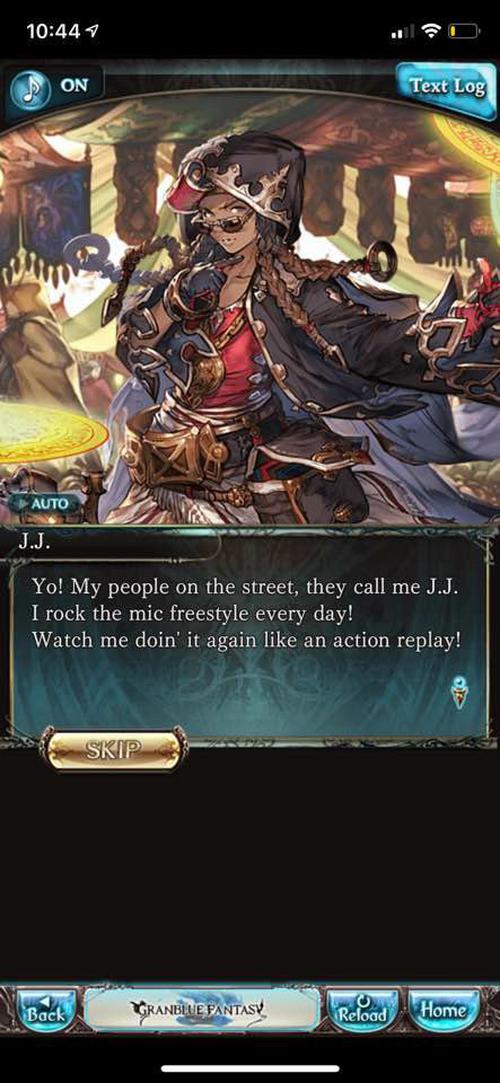 10:44
ON
Text Log
AUTO
J.J.
Yo! My people on the street, they call me J.J.
I rock the mic freestyle every day!
Watch me doin' it again like an action replay!
SKIP
Back
GRANBLUE FANTASY
Reload
Home